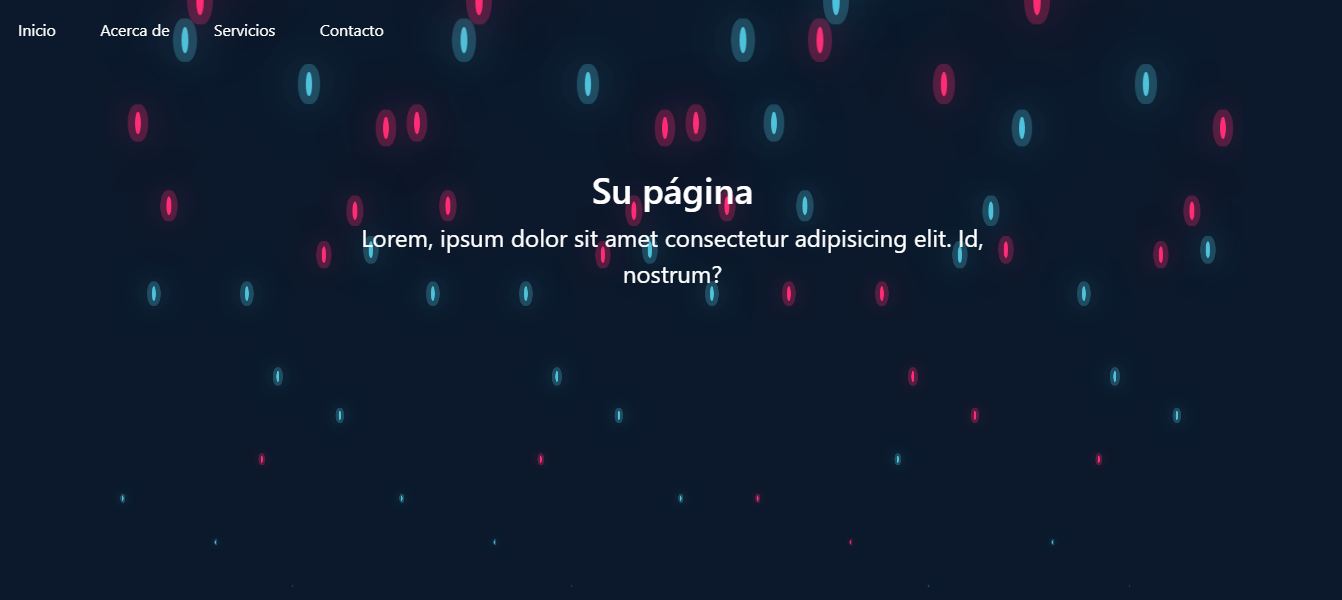 Inicio Acerca de Servicios Contacto
Su página
Lorem, ipsum dolor sit amet consectetur adipisicing elit. Id,
nostrum?